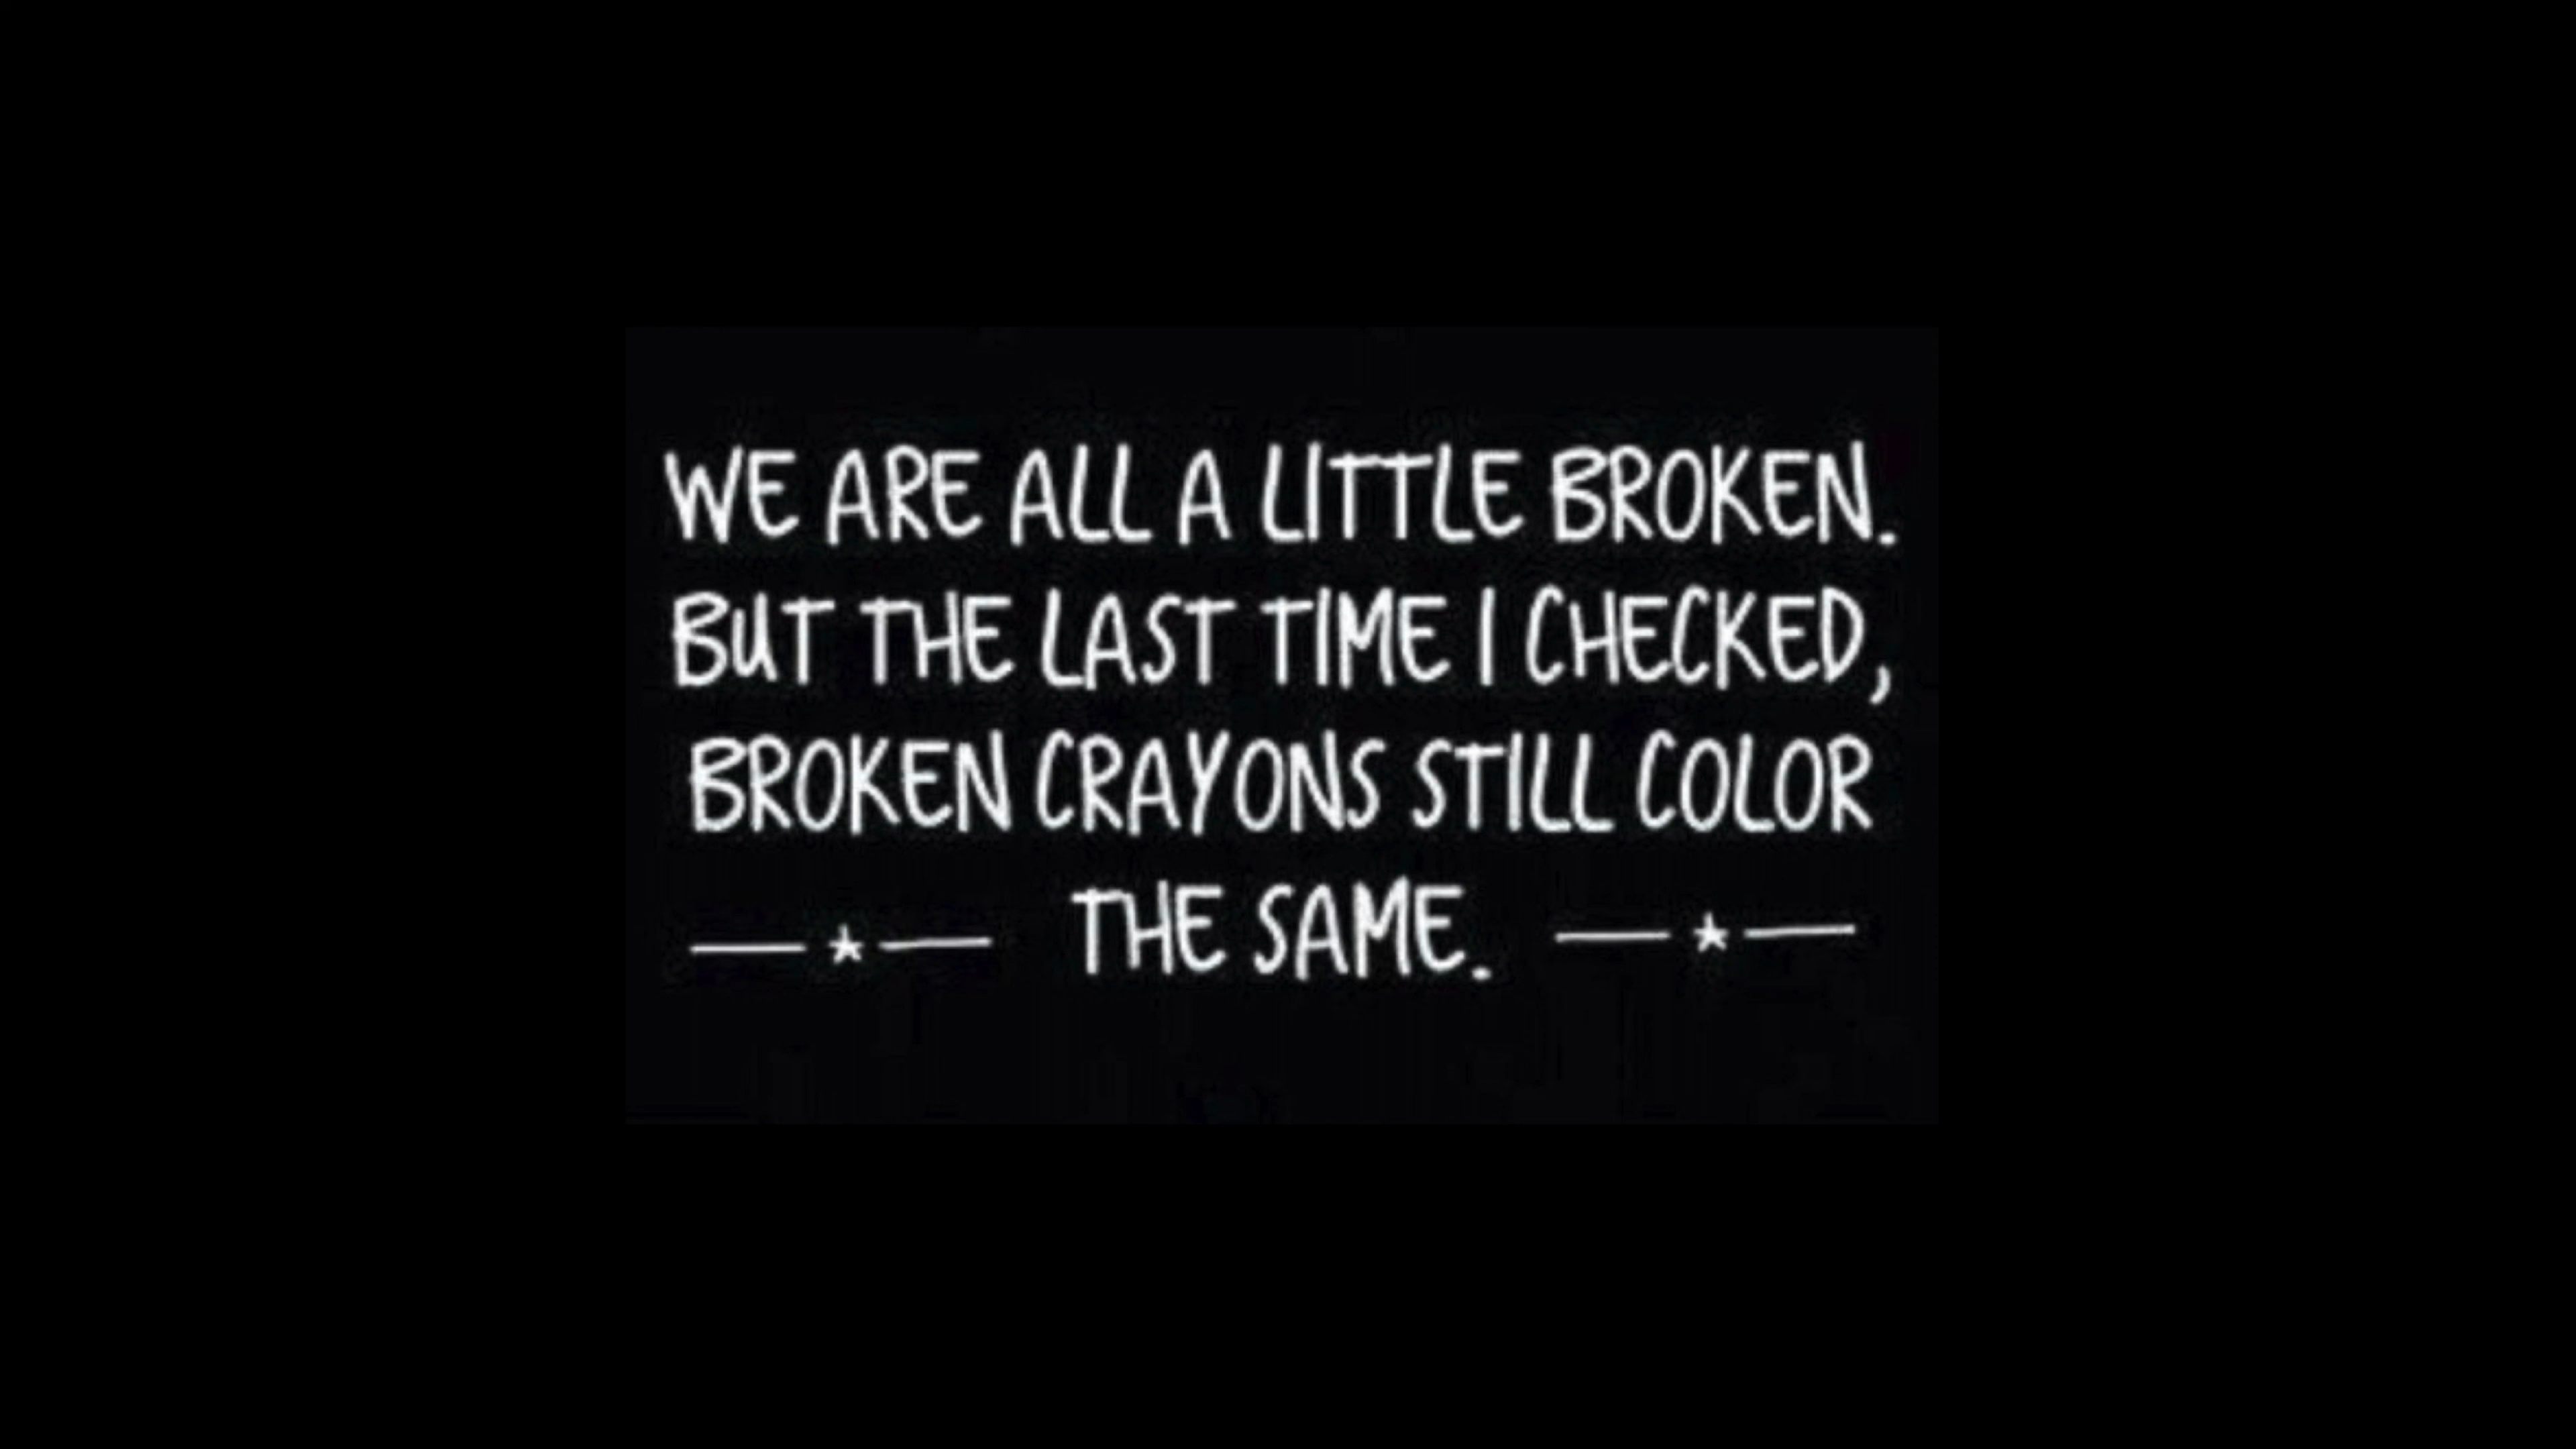 WE ARE ALL A LITTLE BROKEN.
BUT THE LAST TIME I CHECKED,
BROKEN CRAYONS STILL COLOR
THE SAME.